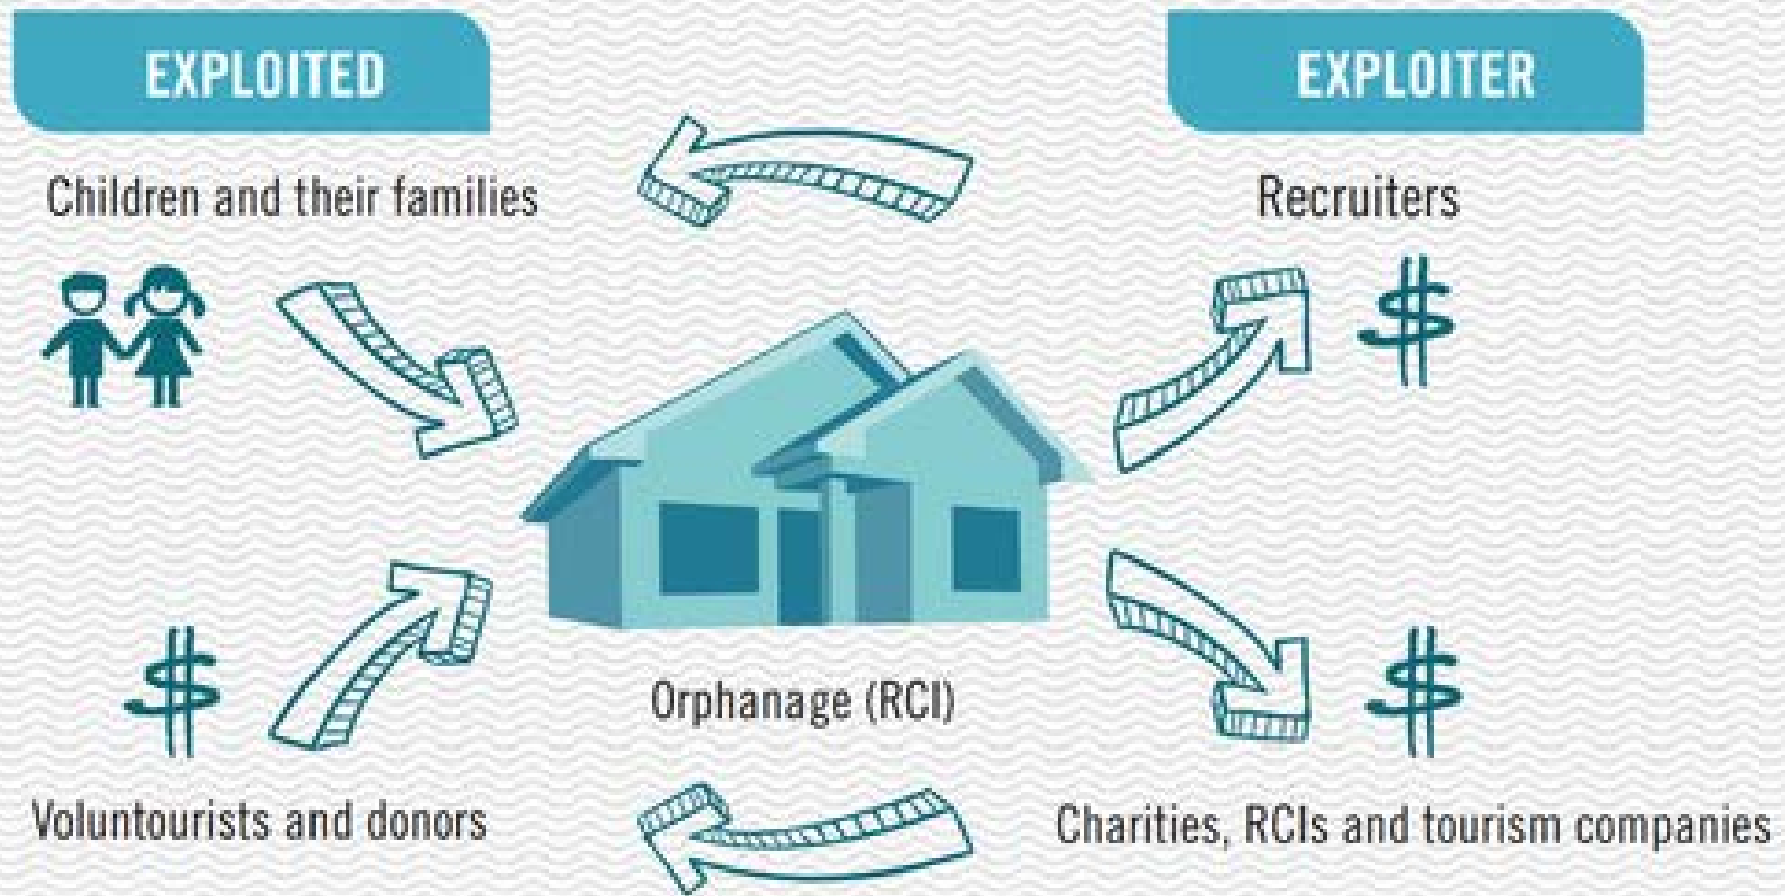 EXPLOITED
EXPLOITER
Children and their families
Recruiters
$
$
$
Orphanage (RCI)
Voluntourists and donors
Charities, RCIs and tourism companies